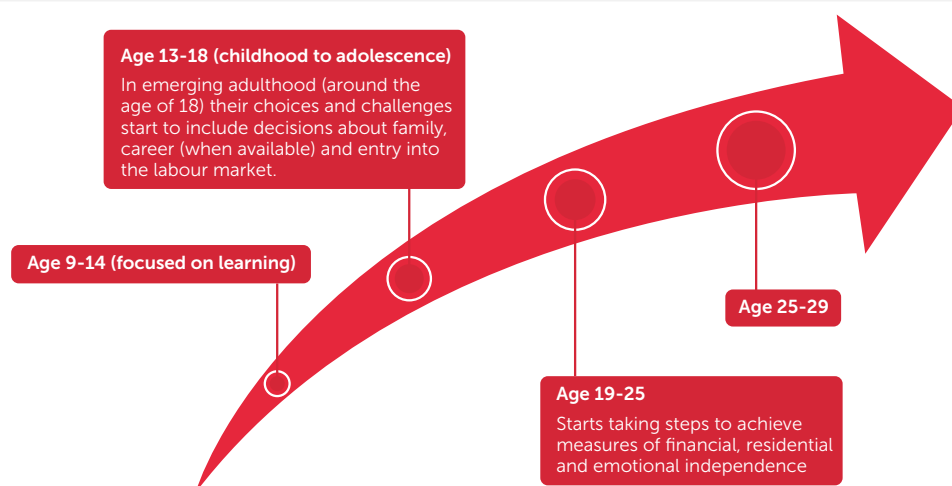 Age 13-18 (childhood to adolescence)
In emerging adulthood (around the
age of 18) their choices and challenges
start to include decisions about family,
career (when available) and entry into
the labour market.
Age 9-14 (focused on learning)
Age 25-29
Age 19-25
Starts taking steps to achieve
measures of financial, residential
and emotional independence